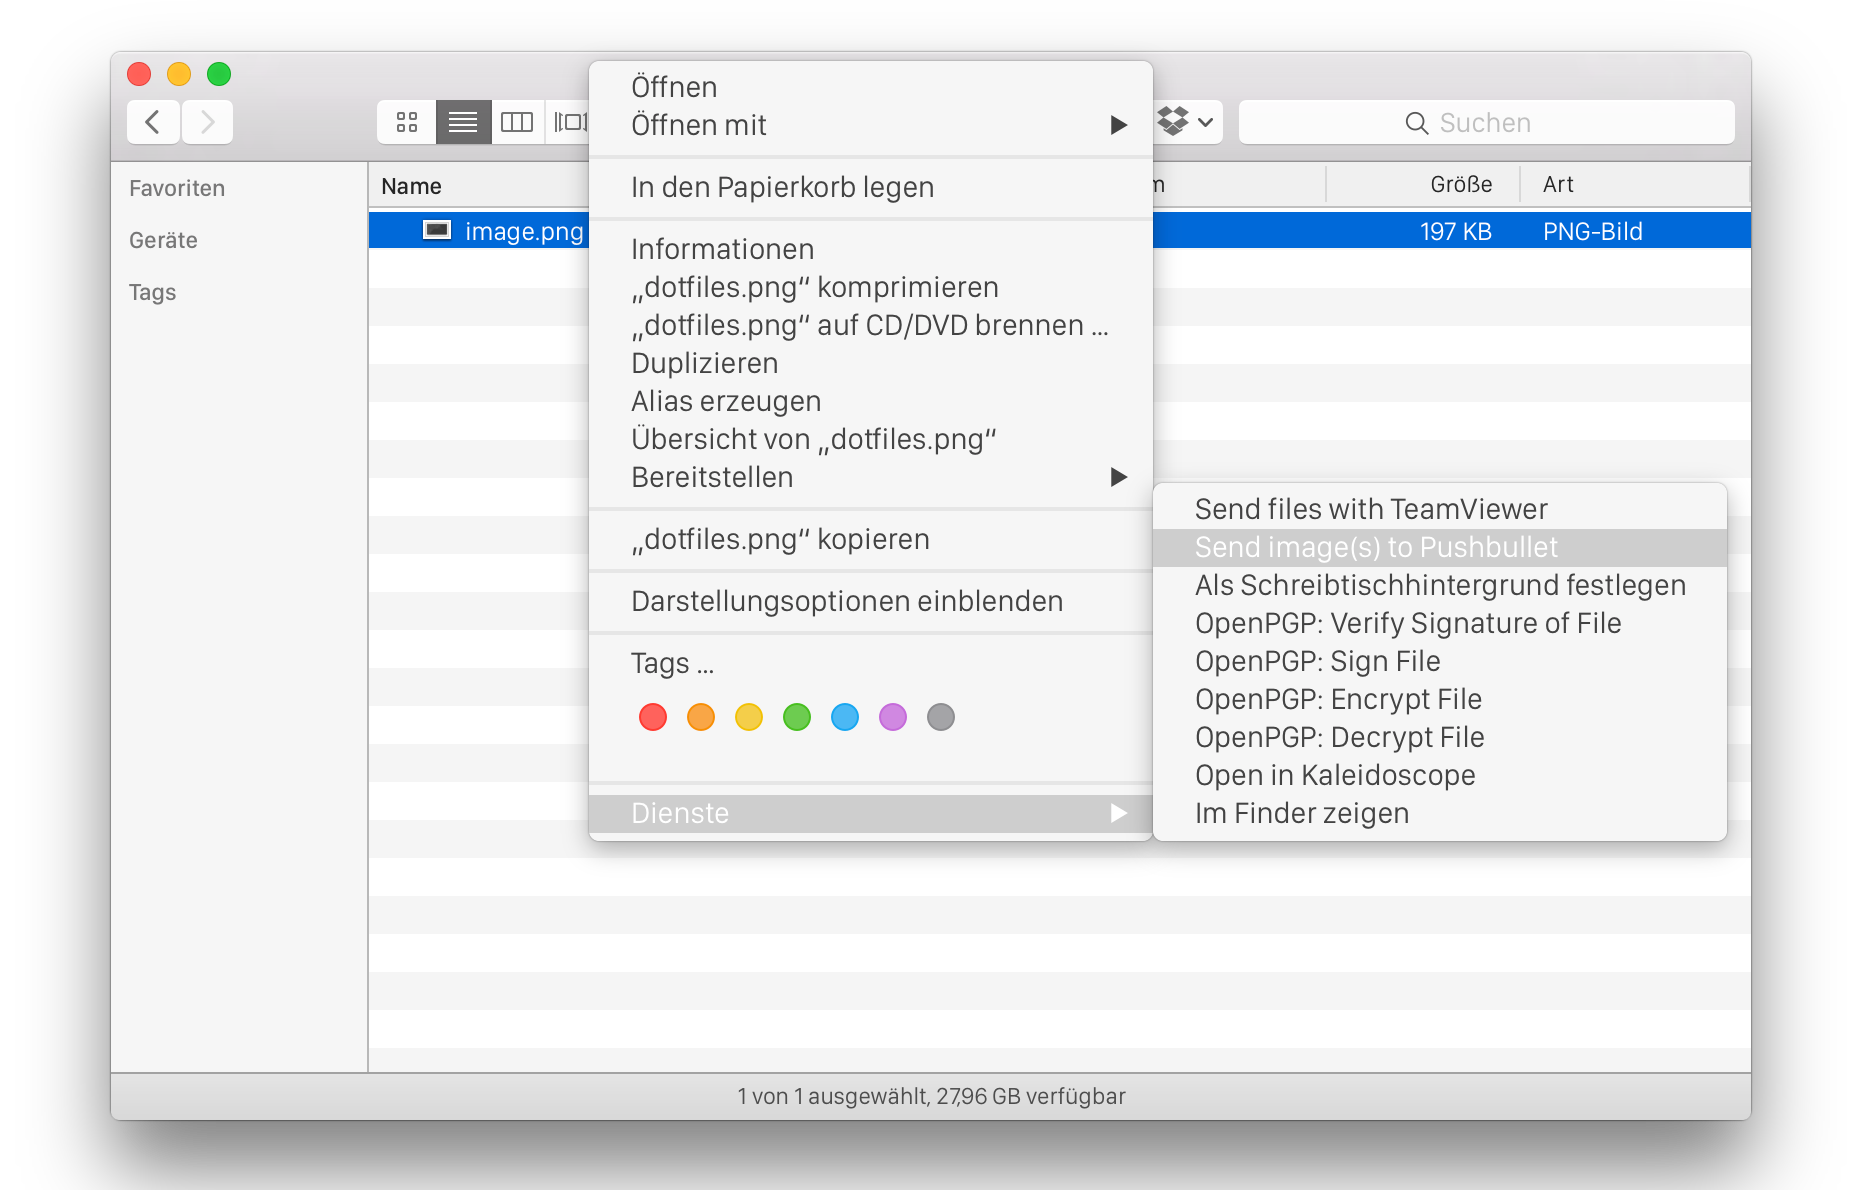 Suchen
Favoriten
Geräte
Tags
Name
Größe
Art
image.png
197 KB
PNG-Bild
Öffnen
Öffnen mit
In den Papierkorb legen
Informationen
„dotfiles.png“ komprimieren
„dotfiles.png“ auf CD/DVD brennen ...
Duplizieren
Alias erzeugen
Übersicht von „dotfiles.png“
Bereitstellen
„dotfiles.png“ kopieren
Darstellungsoptionen einblenden
Tags ...
Dienste
Send files with TeamViewer
Send image(s) to Pushbullet
Als Schreibtischhintergrund festlegen
OpenPGP: Verify Signature of File
OpenPGP: Sign File
OpenPGP: Encrypt File
OpenPGP: Decrypt File
Open in Kaleidoscope
Im Finder zeigen
1 von 1 ausgewählt, 27,96 GB verfügbar